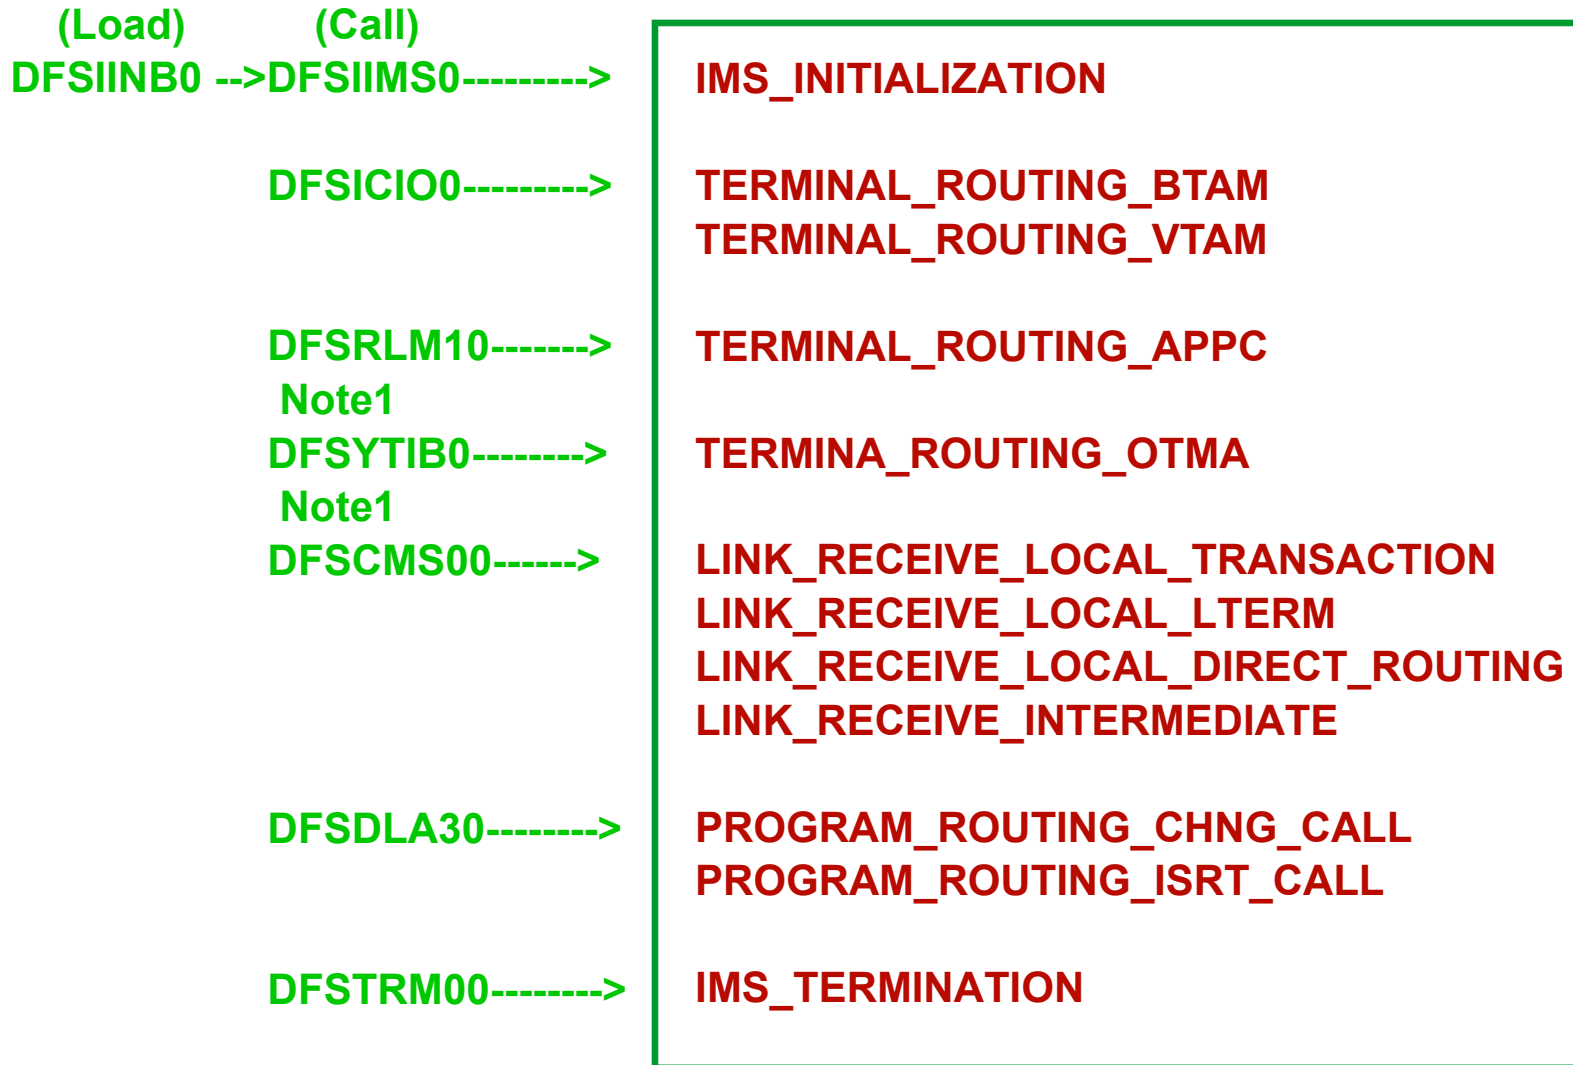 (Load) (Call)
DFSIINB0 -->DFSIIMS0---------> IMS_INITIALIZATION
DFSICIO0---------> TERMINAL_ROUTING_BTAM
TERMINAL_ROUTING_VTAM
DFSRLM10-------> TERMINAL_ROUTING_APPC
Note1
DFSYTIB0--------> TERMINA_ROUTING_OTMA
Note1
DFSCMS00------> LINK_RECEIVE_LOCAL_TRANSACTION
LINK_RECEIVE_LOCAL_LTERM
LINK_RECEIVE_LOCAL_DIRECT_ROUTING
LINK_RECEIVE_INTERMEDIATE
DFSDLA30--------> PROGRAM_ROUTING_CHNG_CALL
PROGRAM_ROUTING_ISRT_CALL
DFSTRM00--------> IMS_TERMINATION